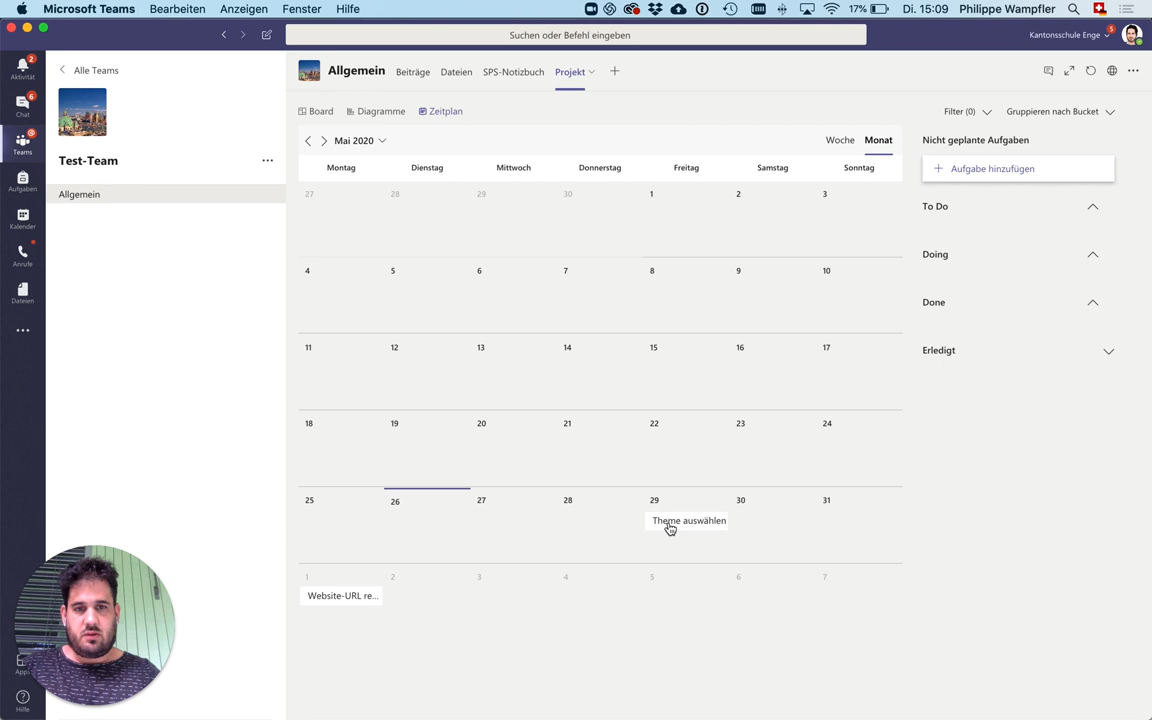 Microsoft Teams Bearbeiten Anzeigen Fenster Hilfe 17% Di. 15:09 Philippe Wampfler
Suchen oder Befehl eingeben
Kantonsschule Enge
5
2
Aktivität
6
Chat
Teams
Aufgaben
Kalender
Anrufe
Dateien
Hilfe
Alle Teams
Test-Team
Allgemein
Allgemein Beiträge Dateien SPS-Notizbuch Projekt
Board Diagramme Zeitplan Filter (0) Gruppieren nach Bucket
Mai 2020 Woche Monat
Montag Dienstag Mittwoch Donnerstag Freitag Samstag Sonntag
27 28 29 30 1 2 3
4 5 6 7 8 9 10
11 12 13 14 15 16 17
18 19 20 21 22 23 24
25 26 27 28 29 30 31
Theme auswählen
1 2 3 4 5 6 7
Website-URL re...
Nicht geplante Aufgaben
Aufgabe hinzufügen
To Do
Doing
Done
Erledigt